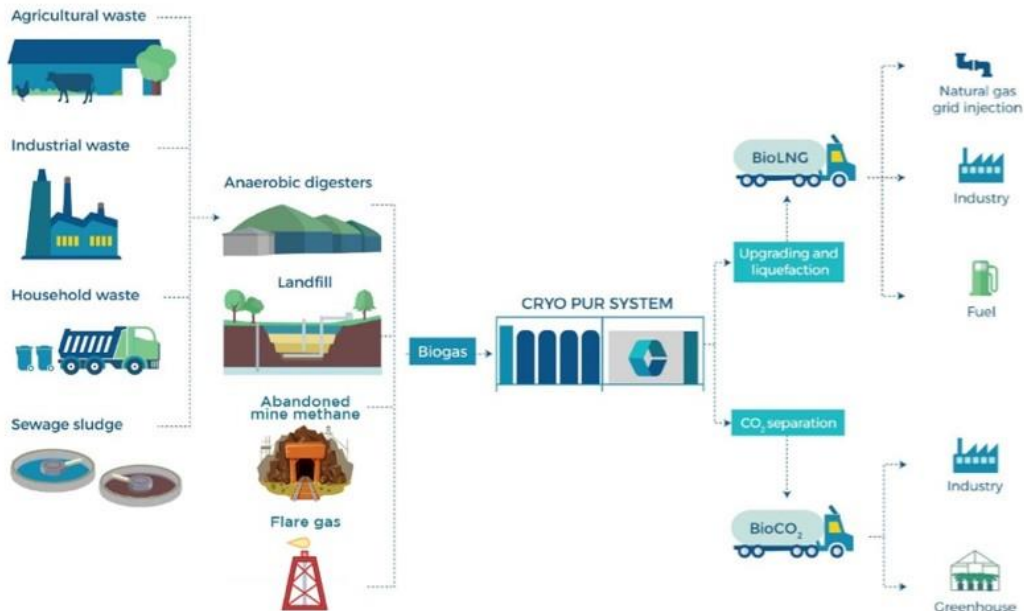 Agricultural waste
Industrial waste
Household waste
Sewage sludge
Anaerobic digesters
Landfill
Abandoned
mine methane
Flare gas
Biogas
CRYO PUR SYSTEM
Upgrading and
liquefaction
BioLNG
Natural gas
grid injection
Industry
Fuel
CO₂ separation
BioCO₂
Industry
Greenhouse